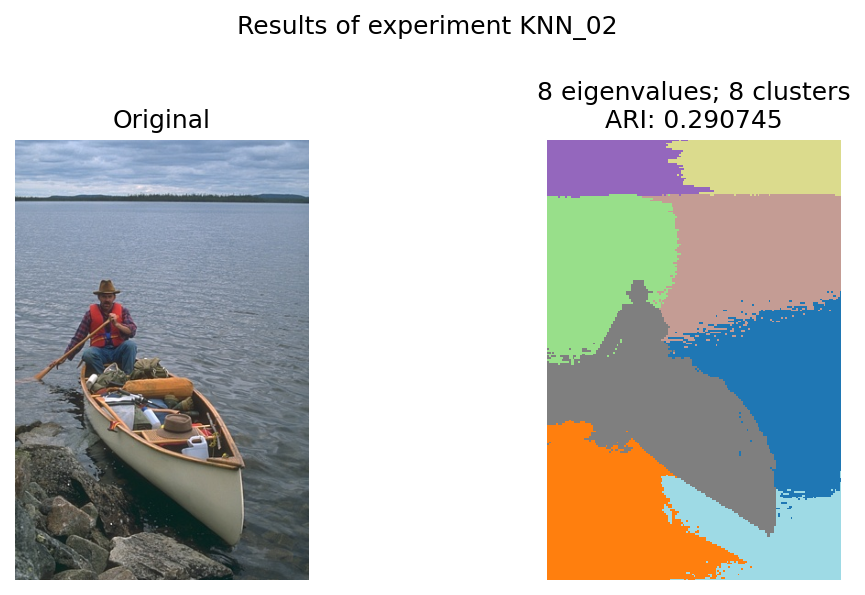 Results of experiment KNN_02
Original
8 eigenvalues; 8 clusters
ARI: 0.290745